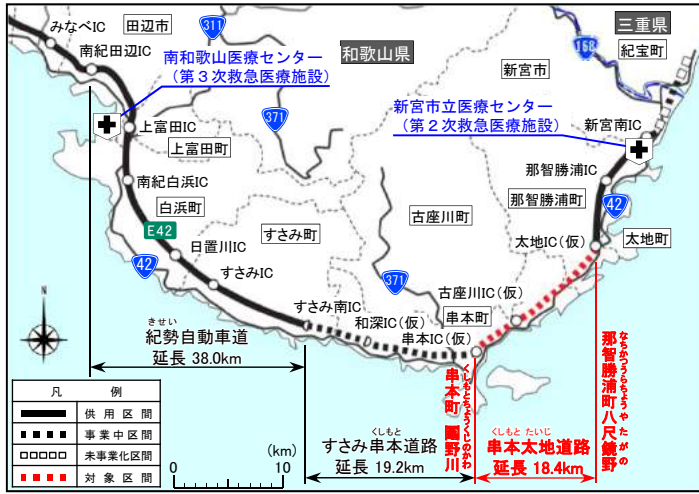 みなべIC
田辺市
311
南紀田辺IC
南和歌山医療センター
（第３次救急医療施設）
和歌山県
三重県
168
紀宝町
新宮市
新宮市立医療センター
（第２次救急医療施設）
新宮南IC
371
上富田IC
上富田町
那智勝浦IC
那智勝浦町
42
南紀白浜IC
白浜町
E42
古座川町
太地IC(仮)
太地町
すさみ町
日置川IC
42
すさみIC
371
古座川IC(仮)
すさみ南IC
和深IC(仮)
串本町
串本IC(仮)
N
きせい
紀勢自動車道
延長 38.0km
くしもとちょうくじのかわ
串本町 鬮野川
なちかつうらちょうやたがの
那智勝浦町八尺鏡野
くしもと
すさみ串本道路
延長 19.2km
くしもと たいじ
串本太地道路
延長 18.4km
凡 例
供用区間
事業中区間
未事業化区間
対象区間
(km)
0 10